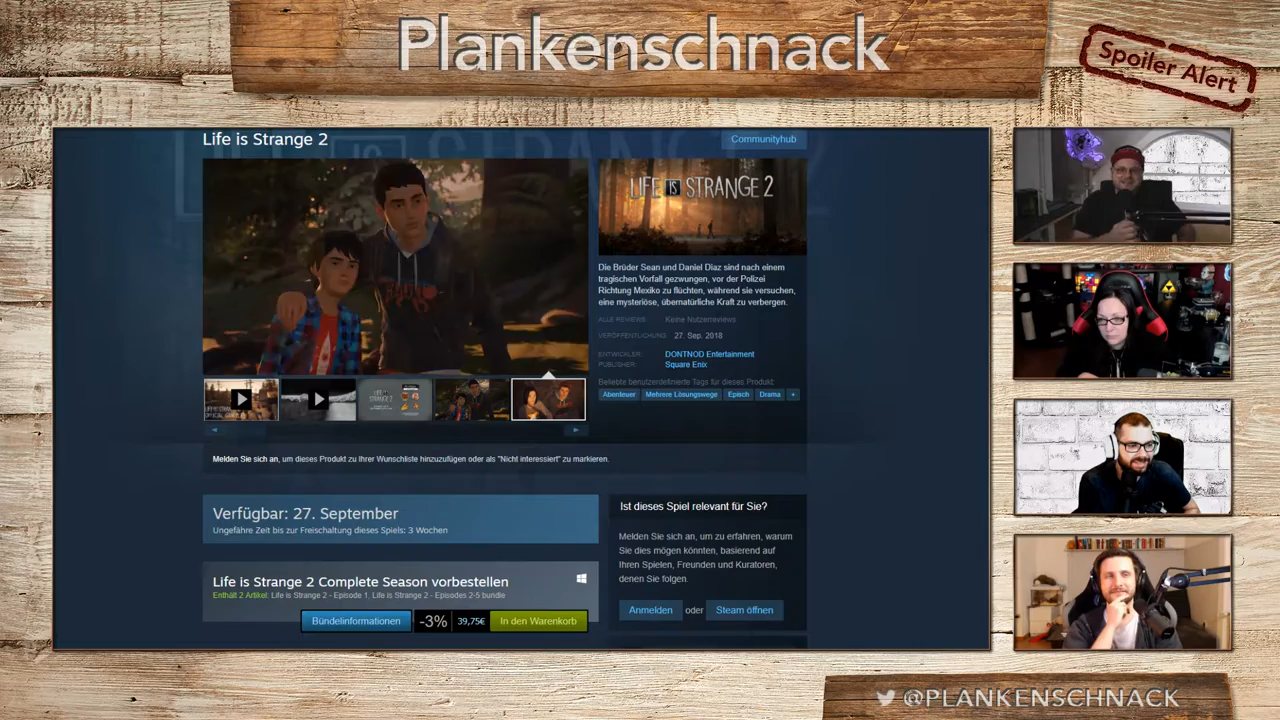 Plankenschnack
Spoiler Alert
Life is Strange 2
Communityhub
LIFE IS STRANGE 2
Die Brüder Sean und Daniel Diaz sind nach einem
tragischen Vorfall gezwungen, vor der Polizei
Richtung Mexiko zu flüchten, während sie versuchen,
eine mysteriöse, übernatürliche Kraft zu verbergen.
ALL REVIEWS: Keine Nutzerreviews
VERÖFFENTLICHUNG: 27. Sep. 2018
ENTWICKLER: DONTNOD Entertainment
PUBLISHER: Square Enix
Beliebte benutzerdefinierte Tags für dieses Produkt
Abenteuer Mehrere Lösungswege Episch Drama +
Melden Sie sich an, um dieses Produkt zu Ihrer Wunschliste hinzuzufügen oder als "Nicht interessiert" zu markieren.
Verfügbar: 27. September
Ungefähre Zeit bis zur Freischaltung dieses Spiels: 3 Wochen
Ist dieses Spiel relevant für Sie?
Melden Sie sich an, um zu erfahren, warum
Sie dies mögen könnten, basierend auf
Ihren Spielen, Freunden und Kuratoren,
denen Sie folgen.
Anmelden oder Steam öffnen
Life is Strange 2 Complete Season vorbestellen
Enthält 2 Artikel: Life is Strange 2 - Episode 1, Life is Strange 2 - Episodes 2-5 bundle
Bündelinformationen -3% 39,75€ In den Warenkorb
@PLANKENSCHNACK